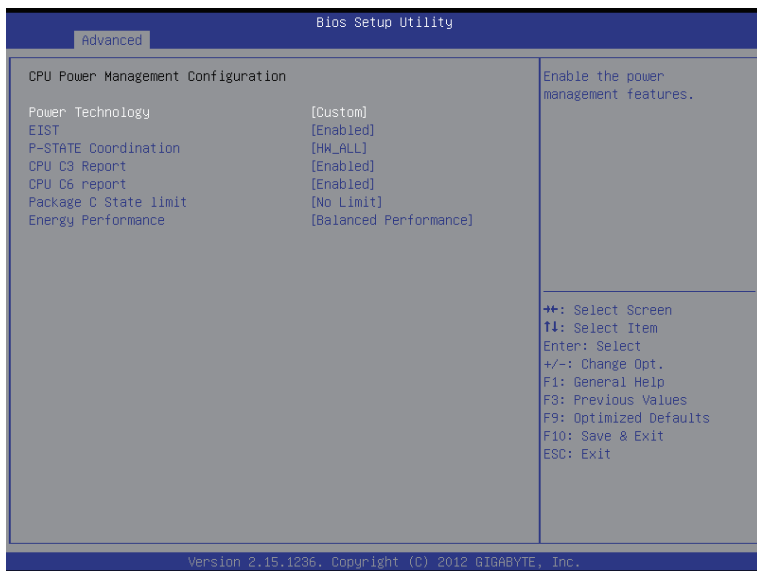 Bios Setup Utility
Advanced
CPU Power Management Configuration
Power Technology [Custom]
EIST [Enabled]
P-STATE Coordination [HW_ALL]
CPU C3 Report [Enabled]
CPU C6 report [Enabled]
Package C State limit [No Limit]
Energy Performance [Balanced Performance]
Enable the power
management features.
→←: Select Screen
↑↓: Select Item
Enter: Select
+/-: Change Opt.
F1: General Help
F3: Previous Values
F9: Optimized Defaults
F10: Save & Exit
ESC: Exit
Version 2.15.1236. Copyright (C) 2012 GIGABYTE, Inc.